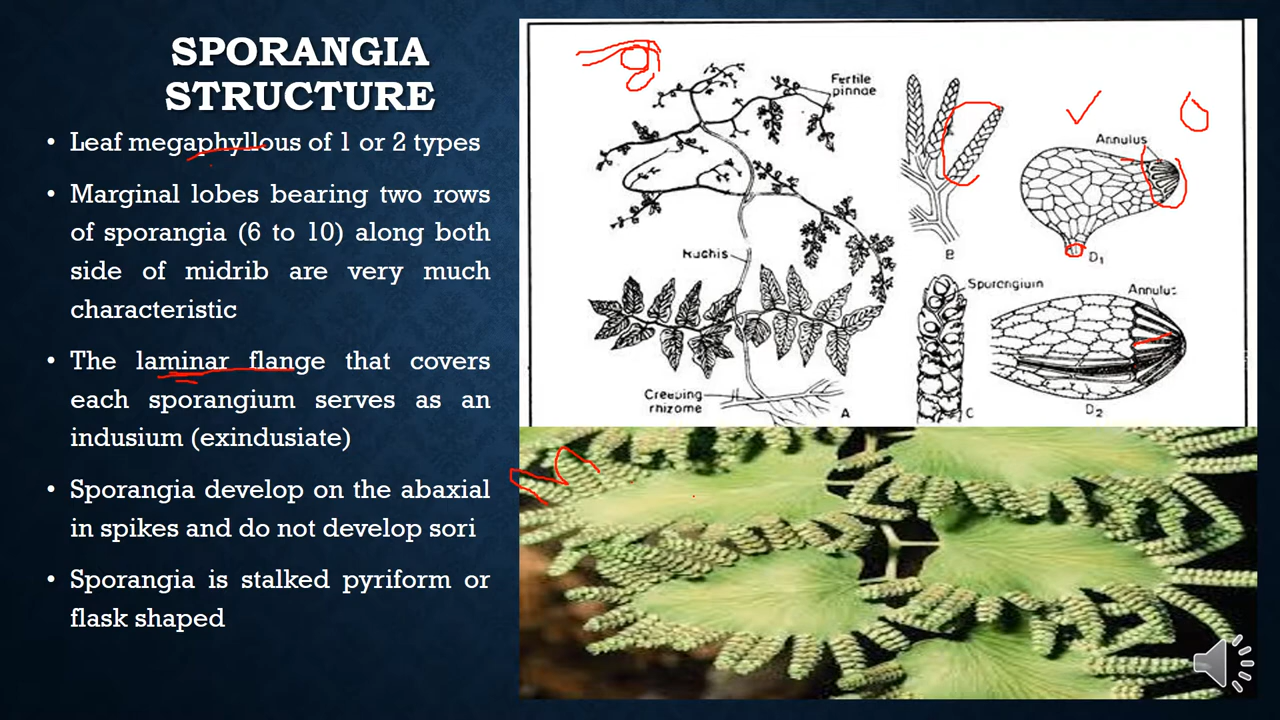 SPORANGIA
STRUCTURE
• Leaf megaphyllous of 1 or 2 types
• Marginal lobes bearing two rows
of sporangia (6 to 10) along both
side of midrib are very much
characteristic
• The laminar flange that covers
each sporangium serves as an
indusium (exindusiate)
• Sporangia develop on the abaxial
in spikes and do not develop sori
• Sporangia is stalked pyriform or
flask shaped
Fertile
pinnae
Rachis
Creeping
rhizome
A
B
Sporangium
C
Annulus
D1
Annulus
D2